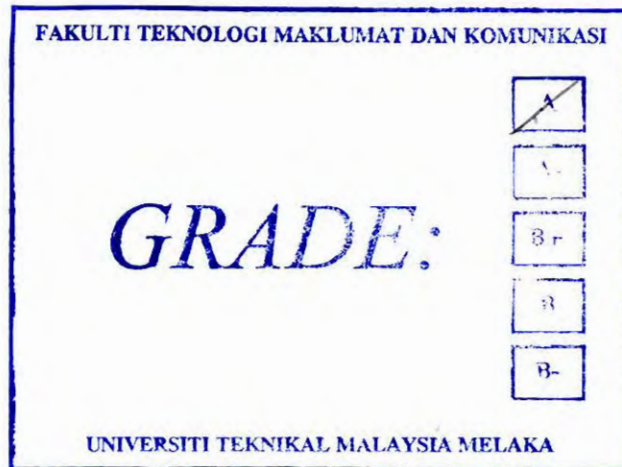 FAKULTI TEKNOLOGI MAKLUMAT DAN KOMUNIKASI
A
A-
GRADE:
B+
B
B-
UNIVERSITI TEKNIKAL MALAYSIA MELAKA